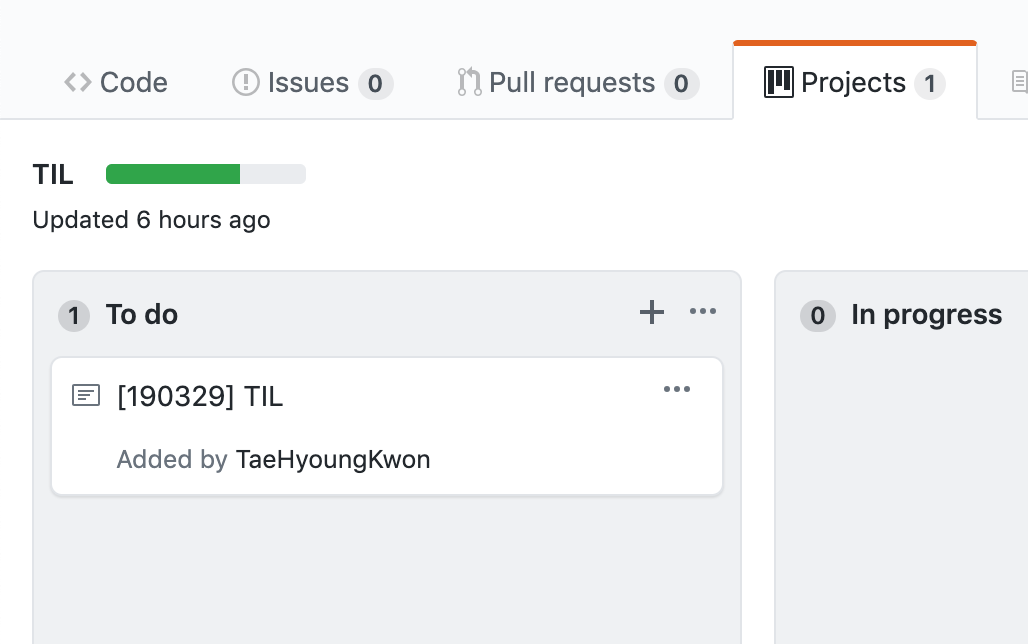 Code Issues 0 Pull requests 0 Projects 1
TIL
Updated 6 hours ago
1 To do
[190329] TIL
Added by TaeHyoungKwon
0 In progress